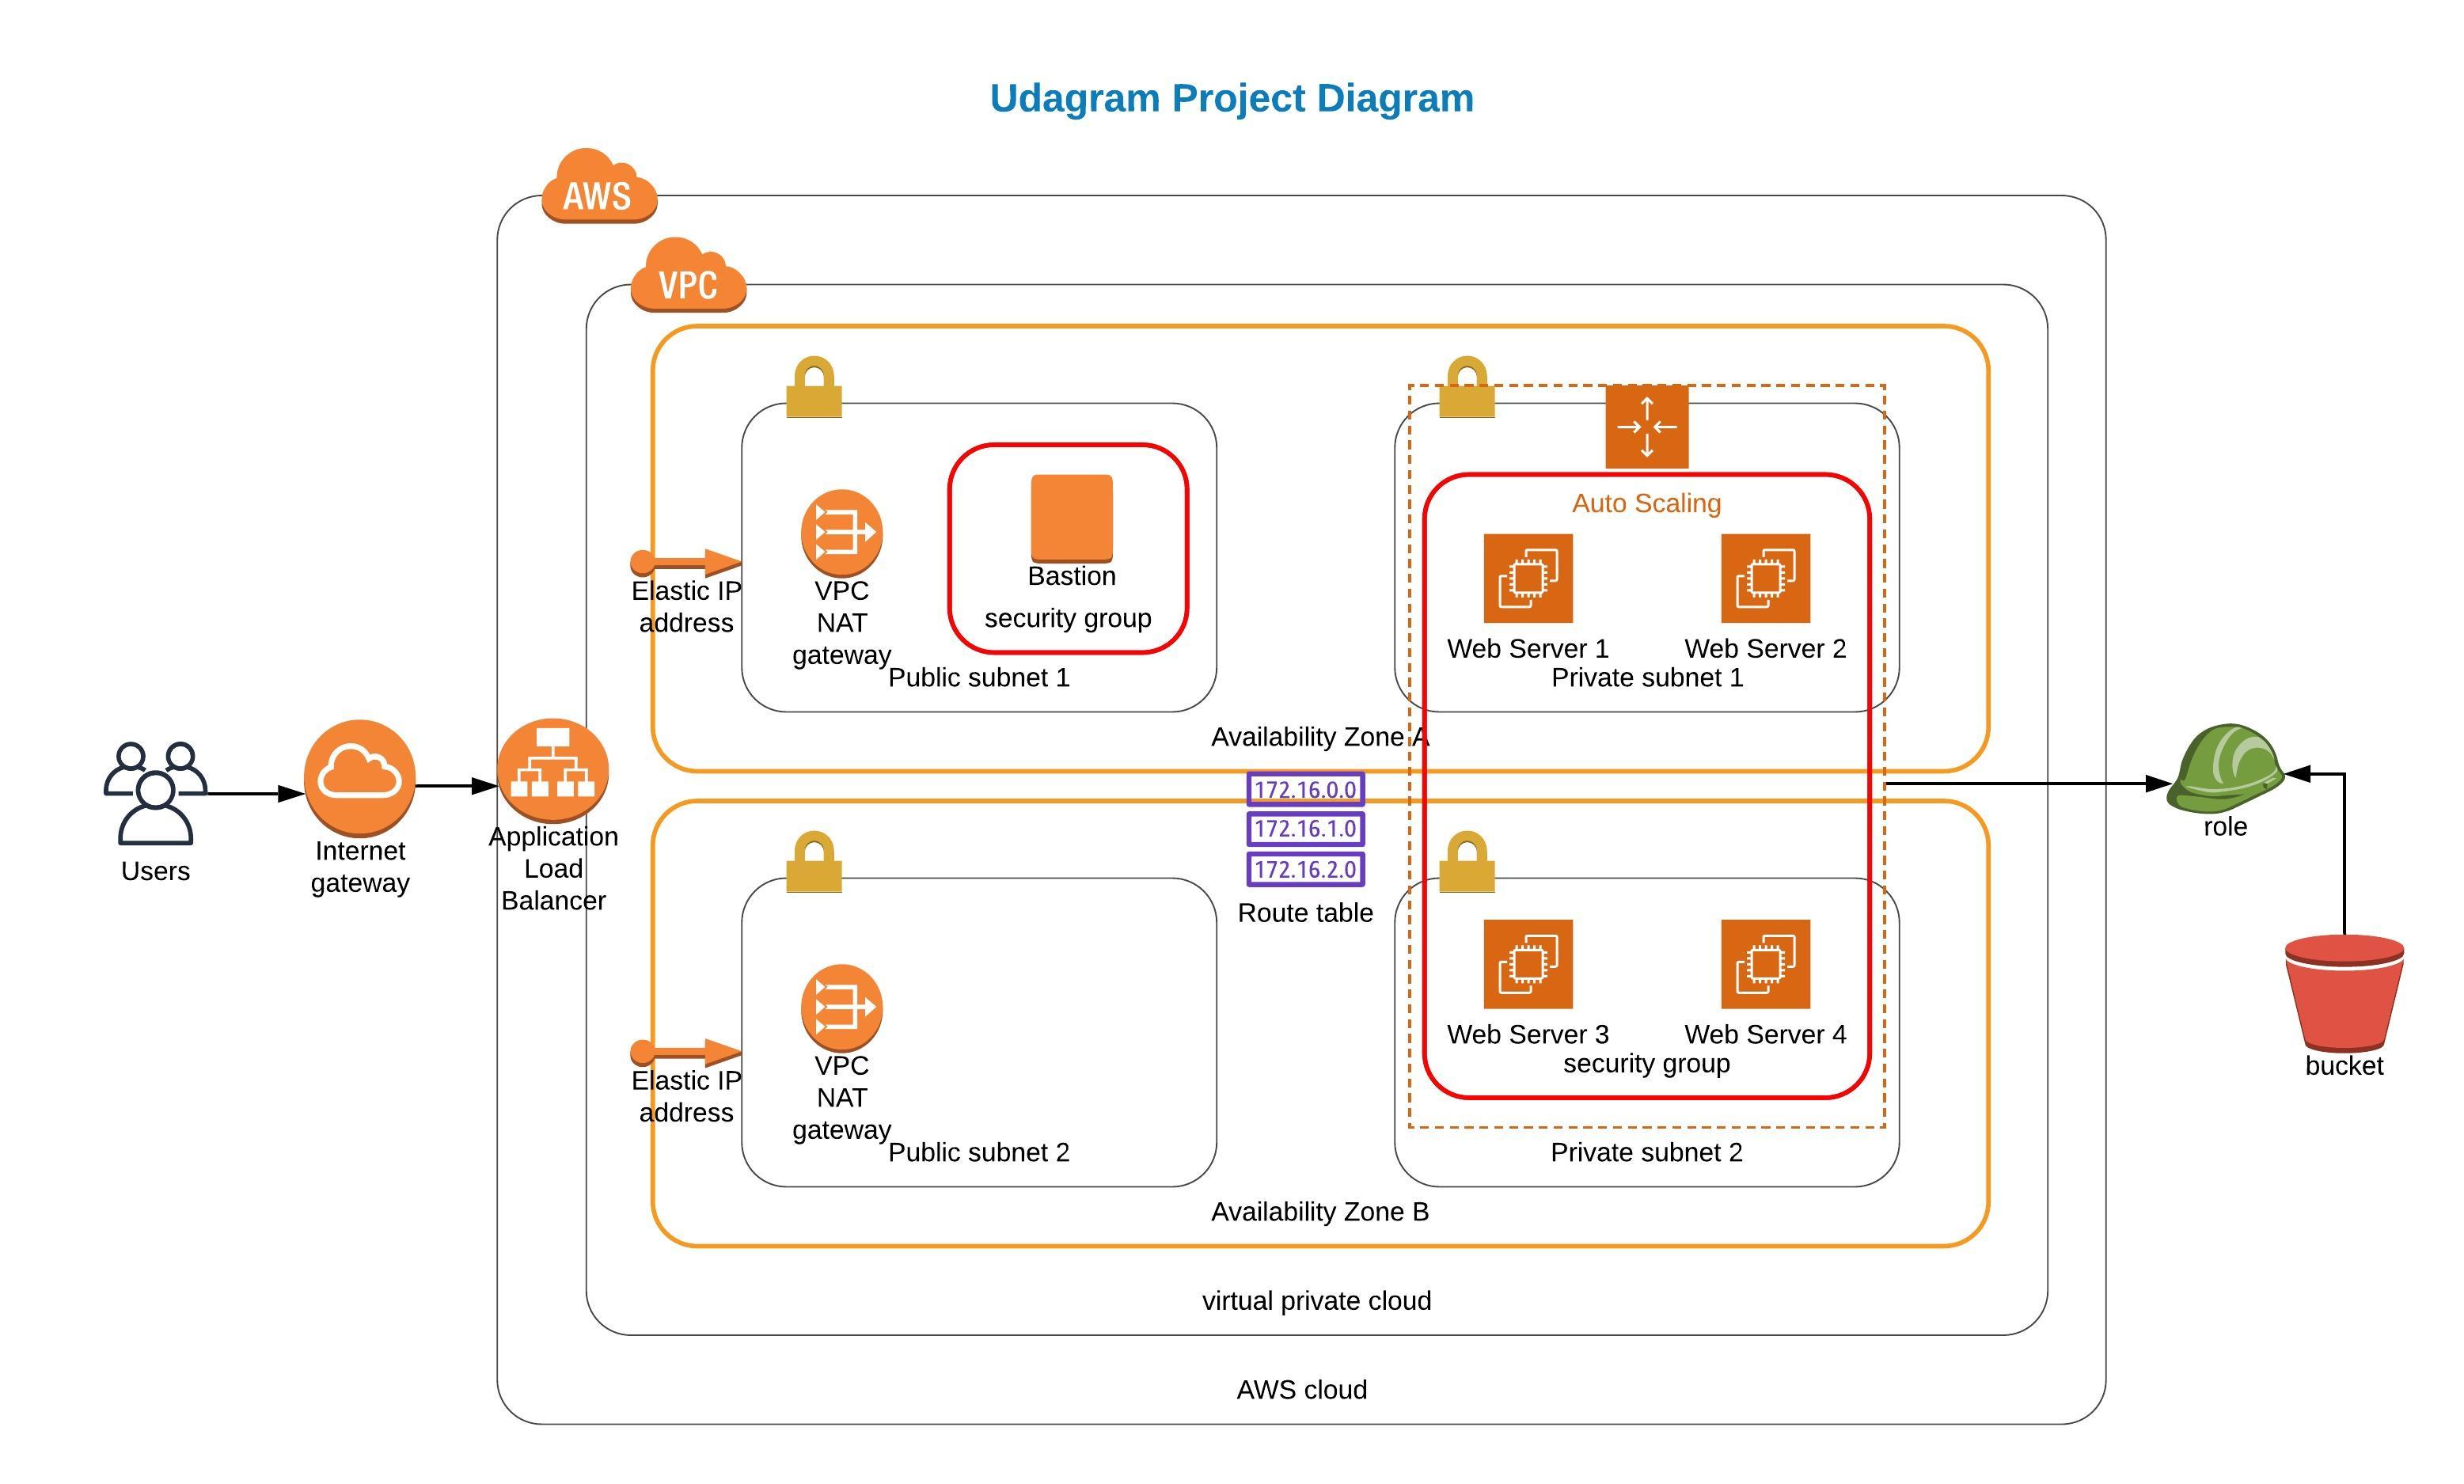 Udagram Project Diagram
AWS
VPC
Auto Scaling
Bastion
security group
Elastic IP
address
VPC
NAT
gateway
Public subnet 1
Web Server 1
Web Server 2
Private subnet 1
Availability Zone A
172.16.0.0
172.16.1.0
172.16.2.0
Route table
Users
Internet
gateway
Application
Load
Balancer
role
Web Server 3
Web Server 4
security group
bucket
Elastic IP
address
VPC
NAT
gateway
Public subnet 2
Private subnet 2
Availability Zone B
virtual private cloud
AWS cloud